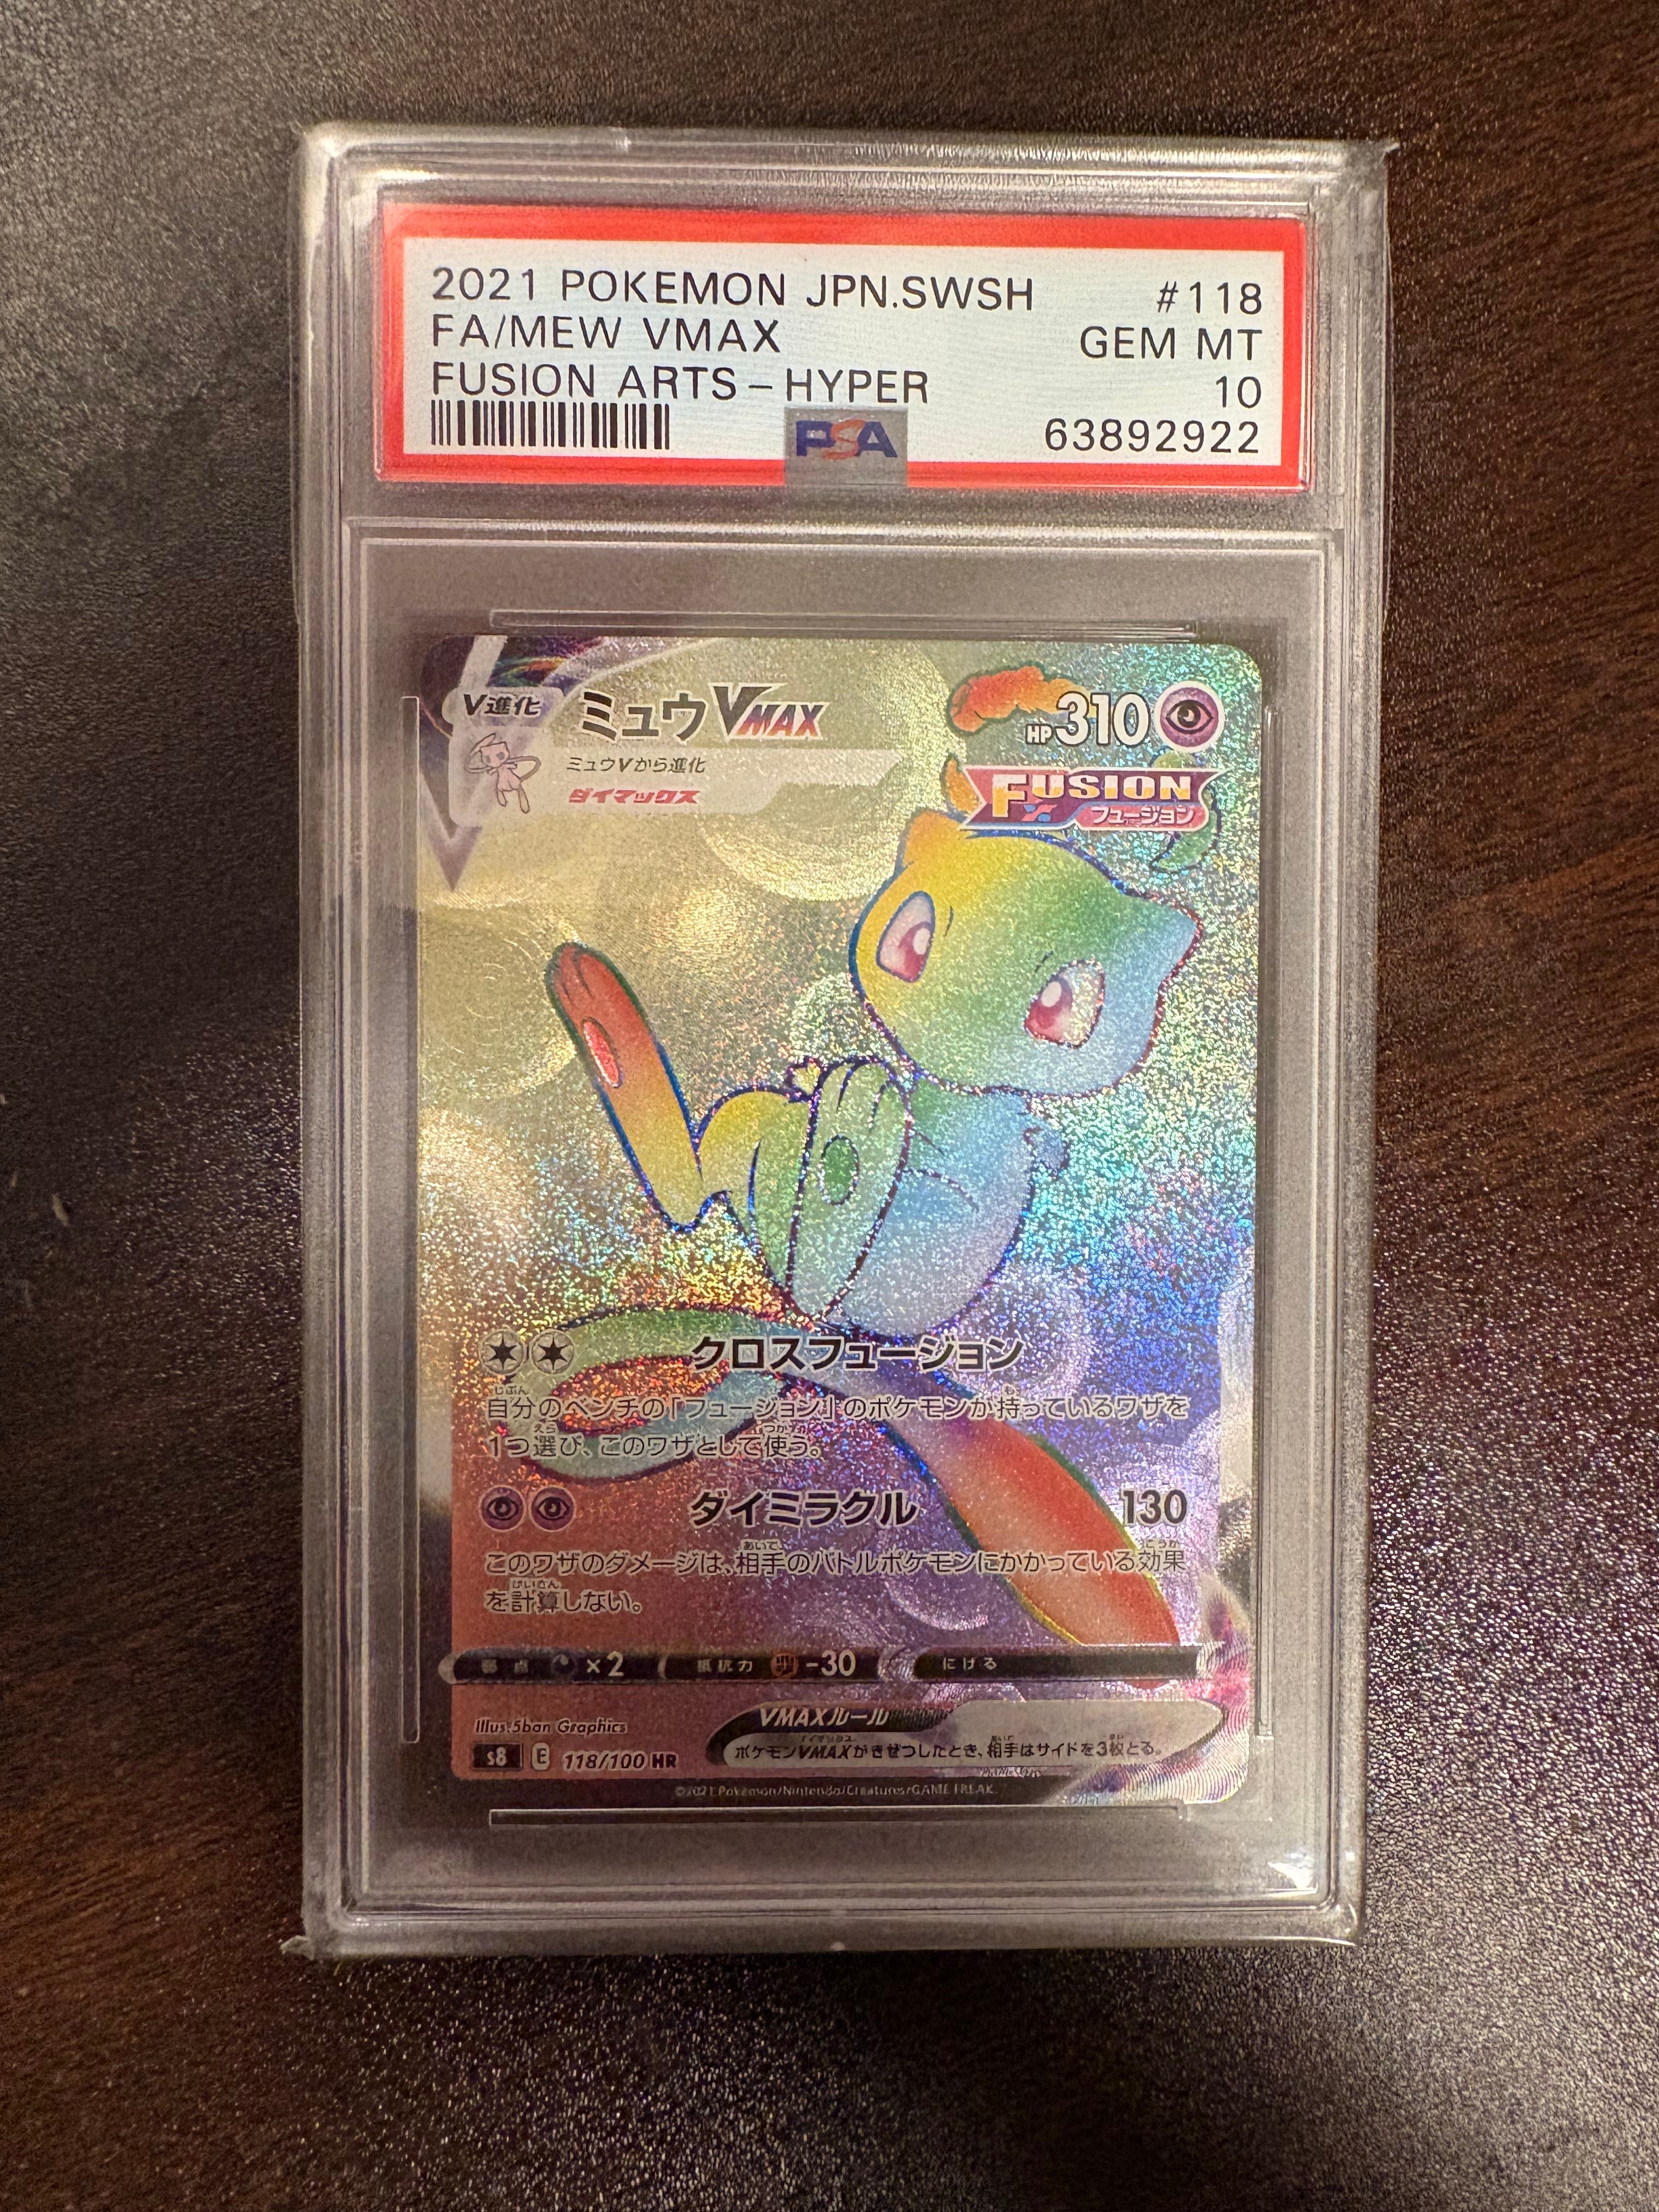 2021 POKEMON JPN.SWSH #118
FA/MEW VMAX GEM MT
FUSION ARTS-HYPER 10
PSA 63892922
V進化 ミュウVMAX HP310
ミュウVから進化
ダイマックス
FUSION
フュージョン
クロスフュージョン
自分のベンチの「フュージョン」のポケモンが持っているワザを
1つ選び、このワザとして使う。
ダイミラクル 130
このワザのダメージは、相手のバトルポケモンにかかっている効果
を計算しない。
弱点 ×2 抵抗力 -30 にげる
Illus.5ban Graphics
VMAXルール
ポケモンVMAXがきぜつしたとき、相手はサイドを3枚とる。
s8 E 118/100 HR
©2021 Pokémon/Nintendo/Creatures/GAME FREAK.